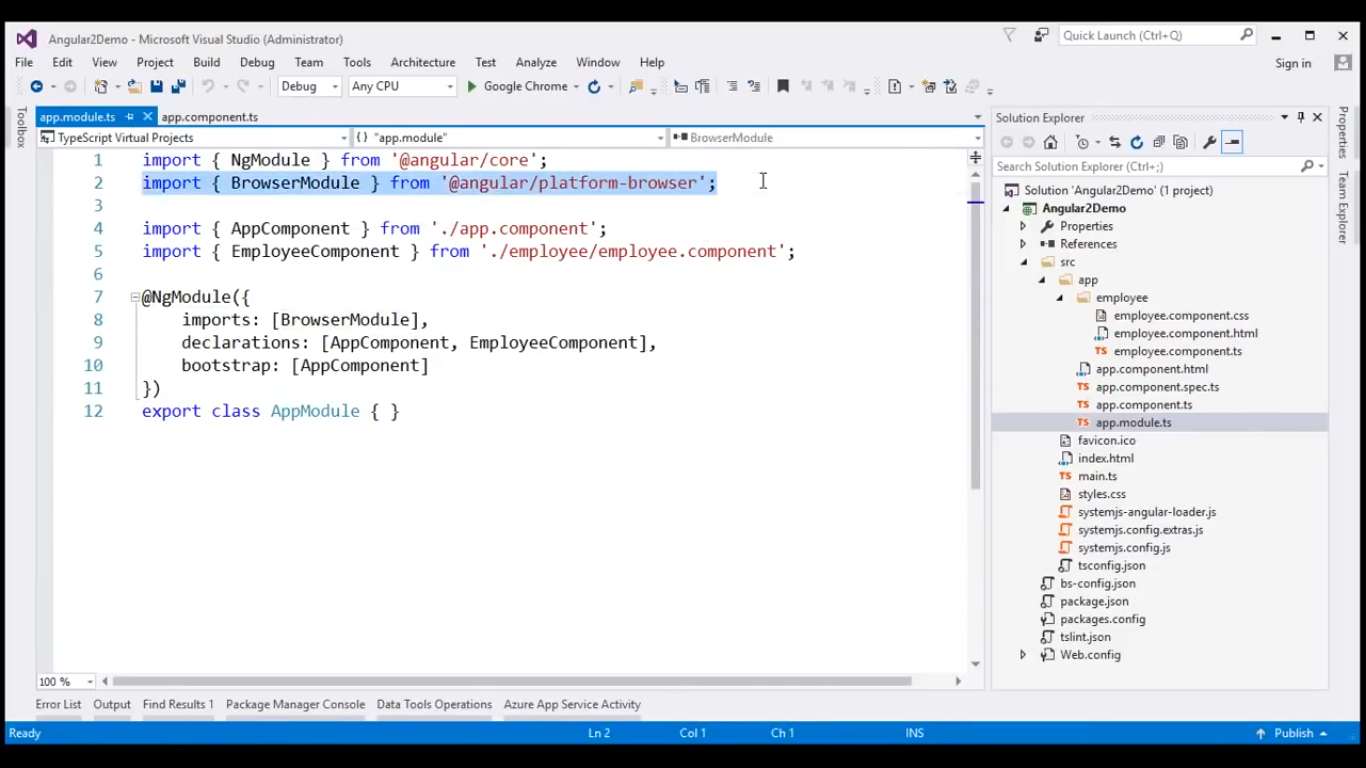 Angular2Demo - Microsoft Visual Studio (Administrator)
Quick Launch (Ctrl+Q)
File Edit View Project Build Debug Team Tools Architecture Test Analyze Window Help
Sign in
Debug Any CPU Google Chrome
Toolbox
app.module.ts app.component.ts
TypeScript Virtual Projects {} "app.module" BrowserModule
1 import { NgModule } from '@angular/core';
2 import { BrowserModule } from '@angular/platform-browser';
3
4 import { AppComponent } from './app.component';
5 import { EmployeeComponent } from './employee/employee.component';
6
7 @NgModule({
8 imports: [BrowserModule],
9 declarations: [AppComponent, EmployeeComponent],
10 bootstrap: [AppComponent]
11 })
12 export class AppModule { }
100 %
Solution Explorer
Search Solution Explorer (Ctrl+;)
Solution 'Angular2Demo' (1 project)
Angular2Demo
Properties
References
src
app
employee
employee.component.css
employee.component.html
TS employee.component.ts
app.component.html
TS app.component.spec.ts
TS app.component.ts
TS app.module.ts
favicon.ico
index.html
TS main.ts
styles.css
systemjs-angular-loader.js
systemjs.config.extras.js
systemjs.config.js
tsconfig.json
bs-config.json
package.json
packages.config
tslint.json
Web.config
Properties
Team Explorer
Error List Output Find Results 1 Package Manager Console Data Tools Operations Azure App Service Activity
Ready Ln 2 Col 1 Ch 1 INS Publish